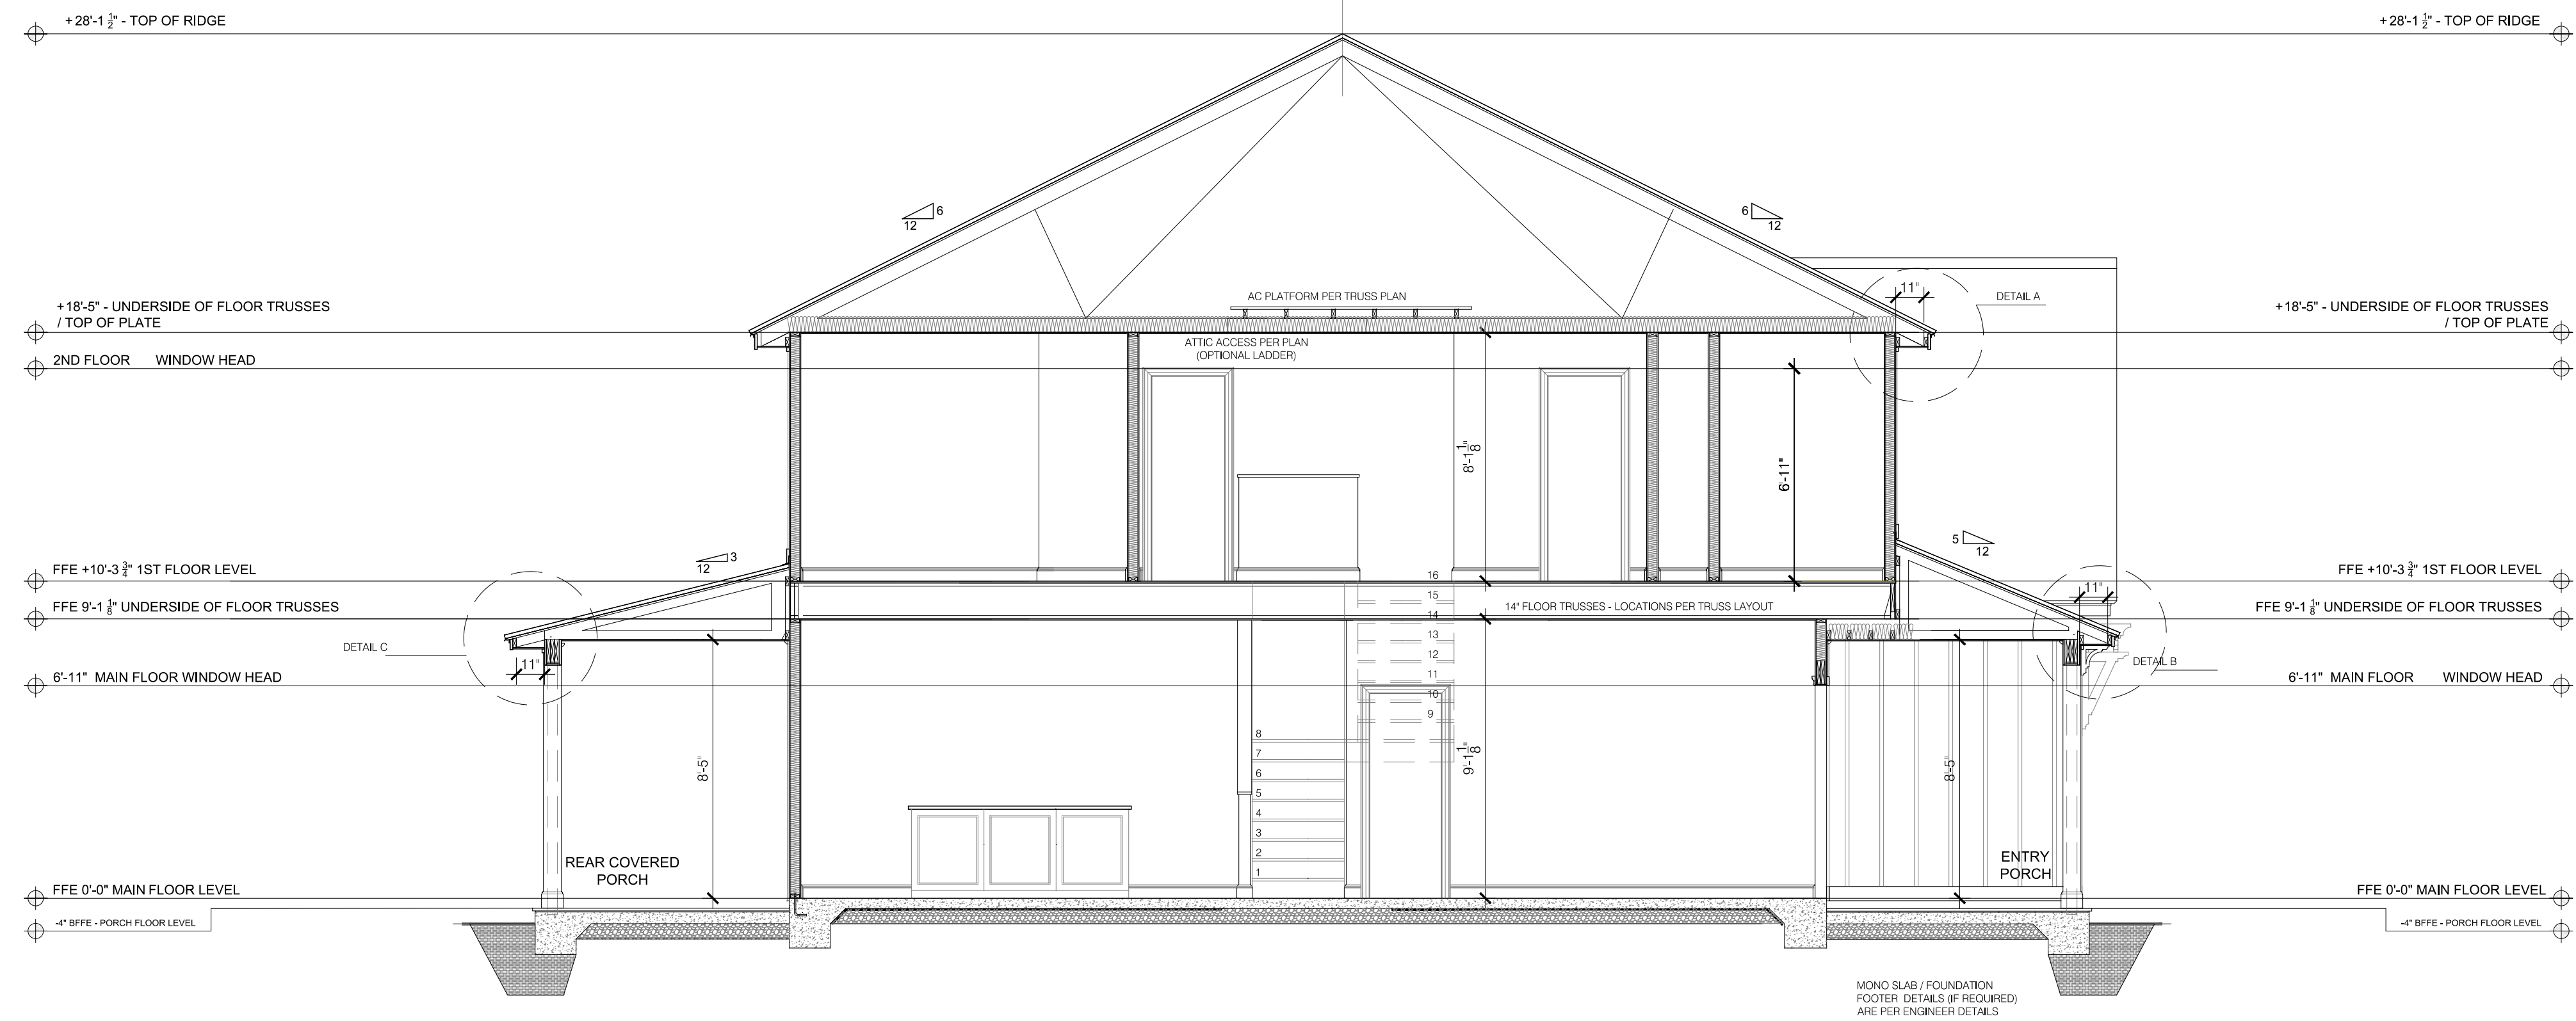 +28'-1 1/2" - TOP OF RIDGE
+28'-1 1/2" - TOP OF RIDGE
6
12
6
12
AC PLATFORM PER TRUSS PLAN
11"
DETAIL A
+18'-5" - UNDERSIDE OF FLOOR TRUSSES
/ TOP OF PLATE
+18'-5" - UNDERSIDE OF FLOOR TRUSSES
/ TOP OF PLATE
ATTIC ACCESS PER PLAN
(OPTIONAL LADDER)
2ND FLOOR WINDOW HEAD
8'-1 1/8"
6'-11"
3
12
5
12
FFE +10'-3 3/4" 1ST FLOOR LEVEL
FFE +10'-3 3/4" 1ST FLOOR LEVEL
16
15
14
13
12
11
10
9
8
7
6
5
4
3
2
1
14" FLOOR TRUSSES - LOCATIONS PER TRUSS LAYOUT
11"
FFE 9'-1 1/8" UNDERSIDE OF FLOOR TRUSSES
FFE 9'-1 1/8" UNDERSIDE OF FLOOR TRUSSES
DETAIL C
11"
DETAIL B
6'-11" MAIN FLOOR WINDOW HEAD
6'-11" MAIN FLOOR WINDOW HEAD
8'-5"
9'-1 1/8"
8'-5"
REAR COVERED
PORCH
ENTRY
PORCH
FFE 0'-0" MAIN FLOOR LEVEL
FFE 0'-0" MAIN FLOOR LEVEL
-4" BFFE - PORCH FLOOR LEVEL
-4" BFFE - PORCH FLOOR LEVEL
MONO SLAB / FOUNDATION
FOOTER DETAILS (IF REQUIRED)
ARE PER ENGINEER DETAILS